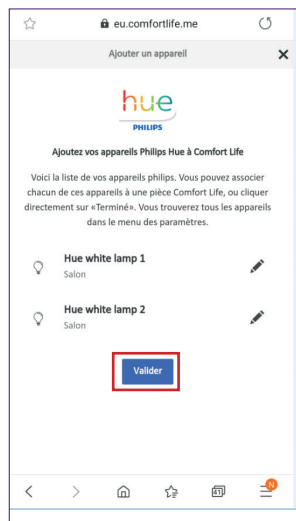 eu.comfortlife.me
Ajouter un appareil
hue
PHILIPS
Ajoutez vos appareils Philips Hue à Comfort Life
Voici la liste de vos appareils philips. Vous pouvez associer
chacun de ces appareils à une pièce Comfort Life, ou cliquer
directement sur «Terminé». Vous trouverez tous les appareils
dans le menu des paramètres.
Hue white lamp 1
Salon
Hue white lamp 2
Salon
Valider
41
N